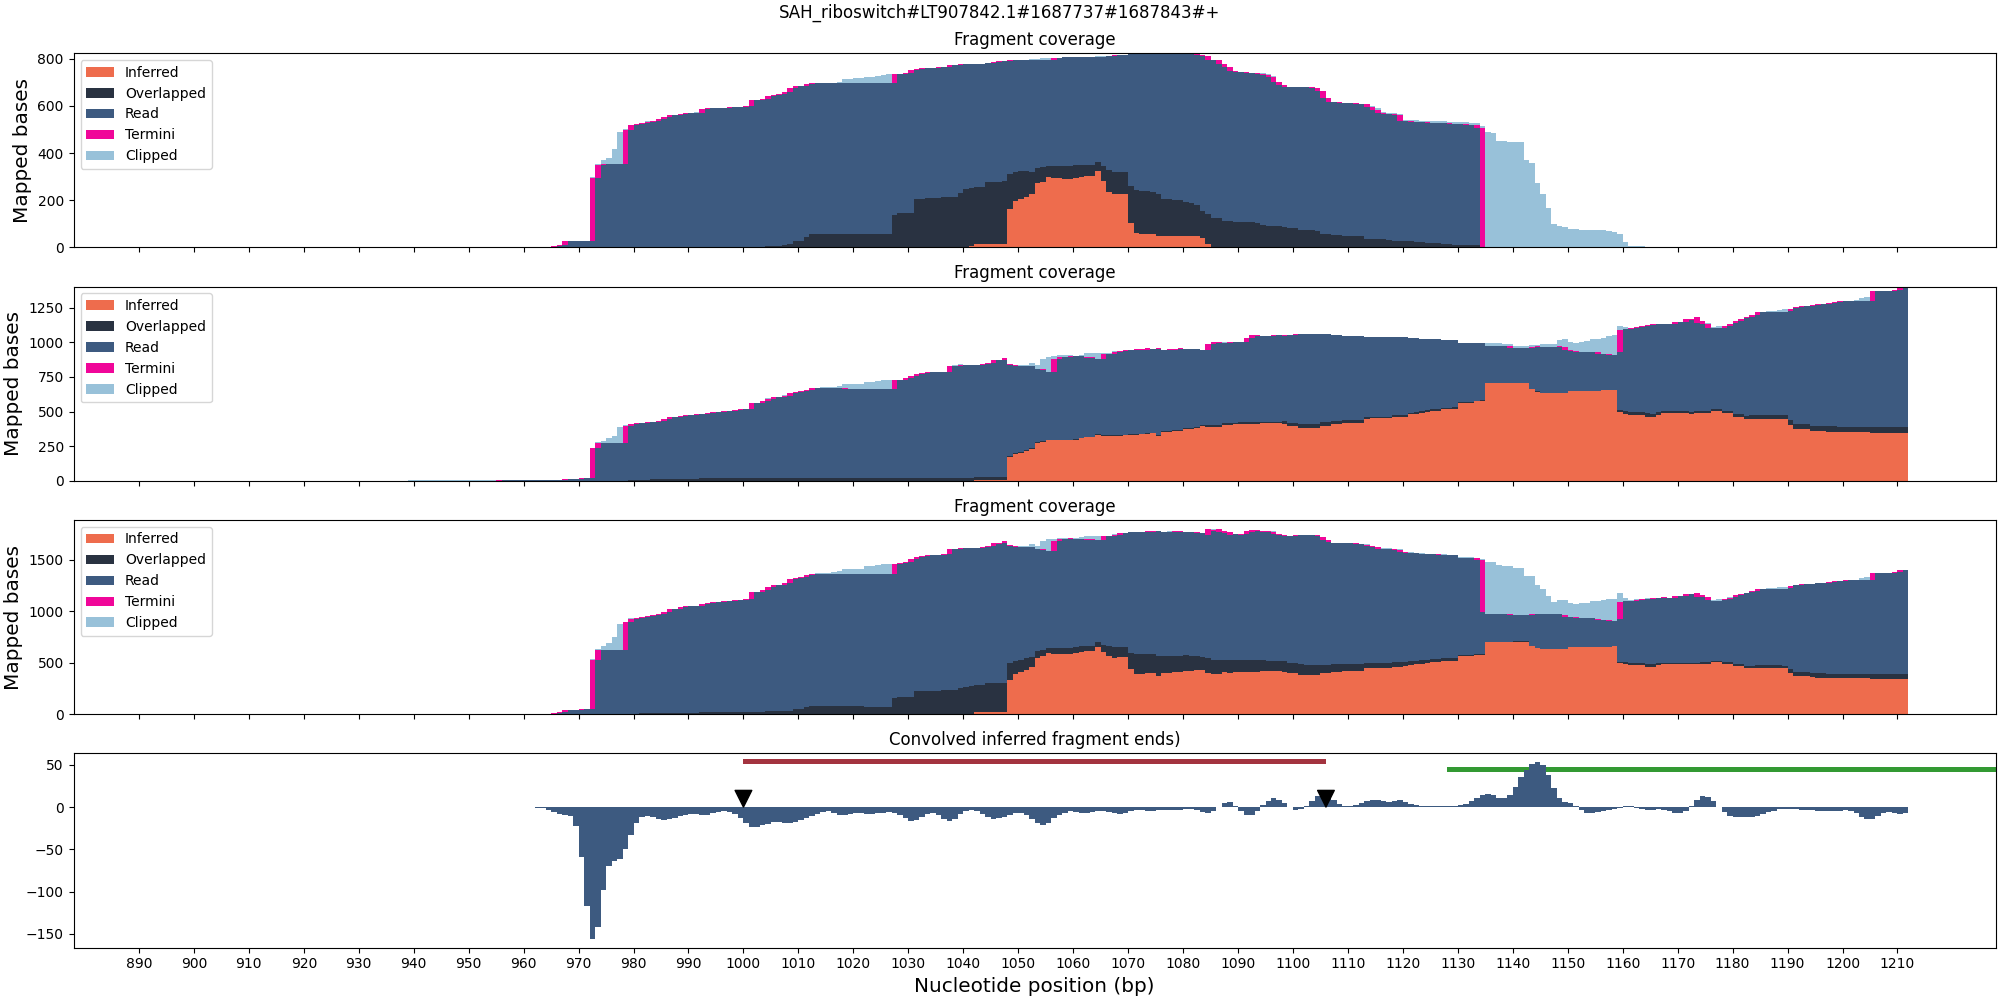 SAH_riboswitch#LT907842.1#1687737#1687843#+
Fragment coverage
Mapped bases
800
600
400
200
0
Inferred
Overlapped
Read
Termini
Clipped
Fragment coverage
Mapped bases
1250
1000
750
500
250
0
Inferred
Overlapped
Read
Termini
Clipped
Fragment coverage
Mapped bases
1500
1000
500
0
Inferred
Overlapped
Read
Termini
Clipped
Convolved inferred fragment ends)
50
0
−50
−100
−150
890 900 910 920 930 940 950 960 970 980 990 1000 1010 1020 1030 1040 1050 1060 1070 1080 1090 1100 1110 1120 1130 1140 1150 1160 1170 1180 1190 1200 1210
Nucleotide position (bp)